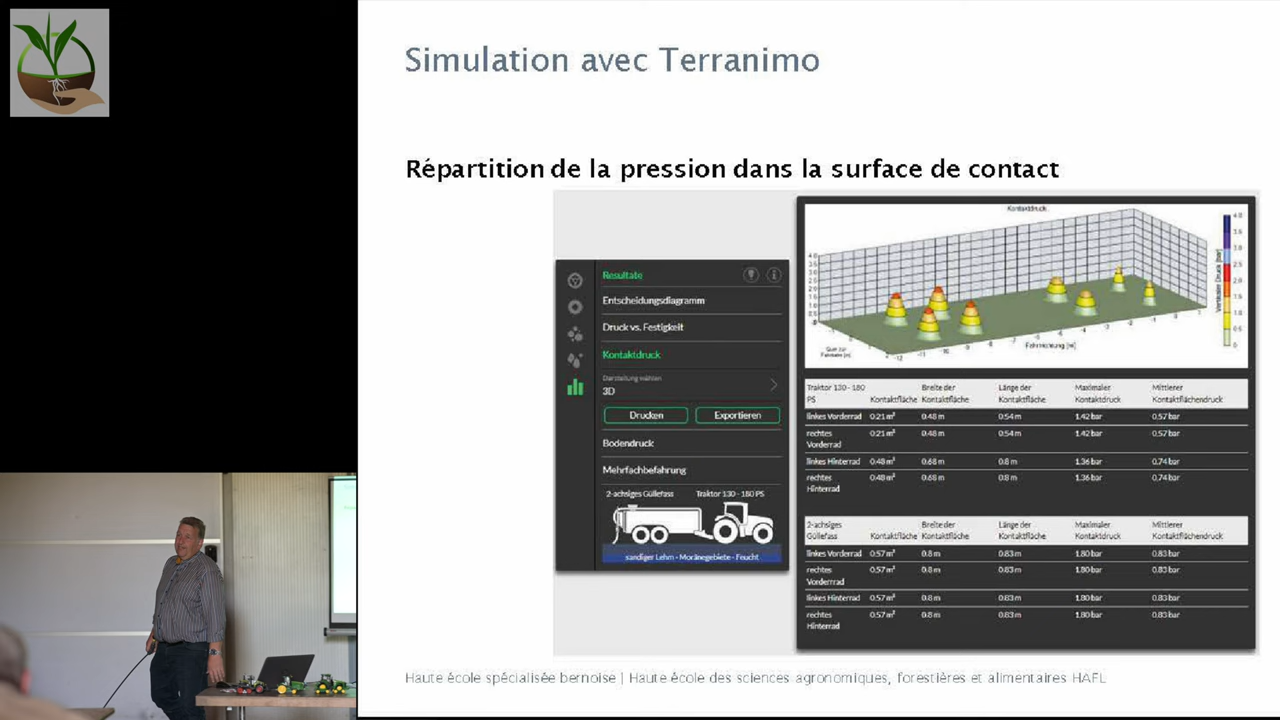 Simulation avec Terranimo
Répartition de la pression dans la surface de contact
Resultate
Entscheidungsdiagramm
Druck vs. Festigkeit
Kontaktdruck
Darstellung wählen
3D
Drucken Exportieren
Bodendruck
Mehrfachbefahrung
2-achsiges Güllefass Traktor 130 - 180 PS
sandiger Lehm - Moränegebiete - Feucht
Kontaktdruck
Vertikaler Druck [bar]
Fahrtrichtung [m]
Traktor 130 - 180 PS Kontaktfläche Breite der Kontaktfläche Länge der Kontaktfläche Maximaler Kontaktdruck Mittlerer Kontaktflächendruck
linkes Vorderrad 0.21 m² 0.48 m 0.54 m 1.42 bar 0.57 bar
rechtes Vorderrad 0.21 m² 0.48 m 0.54 m 1.42 bar 0.57 bar
linkes Hinterrad 0.48 m² 0.68 m 0.8 m 1.36 bar 0.74 bar
rechtes Hinterrad 0.48 m² 0.68 m 0.8 m 1.36 bar 0.74 bar
2-achsiges Güllefass Kontaktfläche Breite der Kontaktfläche Länge der Kontaktfläche Maximaler Kontaktdruck Mittlerer Kontaktflächendruck
linkes Vorderrad 0.57 m² 0.8 m 0.83 m 1.80 bar 0.83 bar
rechtes Vorderrad 0.57 m² 0.8 m 0.83 m 1.80 bar 0.83 bar
linkes Hinterrad 0.57 m² 0.8 m 0.83 m 1.80 bar 0.83 bar
rechtes Hinterrad 0.57 m² 0.8 m 0.83 m 1.80 bar 0.83 bar
Haute école spécialisée bernoise | Haute école des sciences agronomiques, forestières et alimentaires HAFL